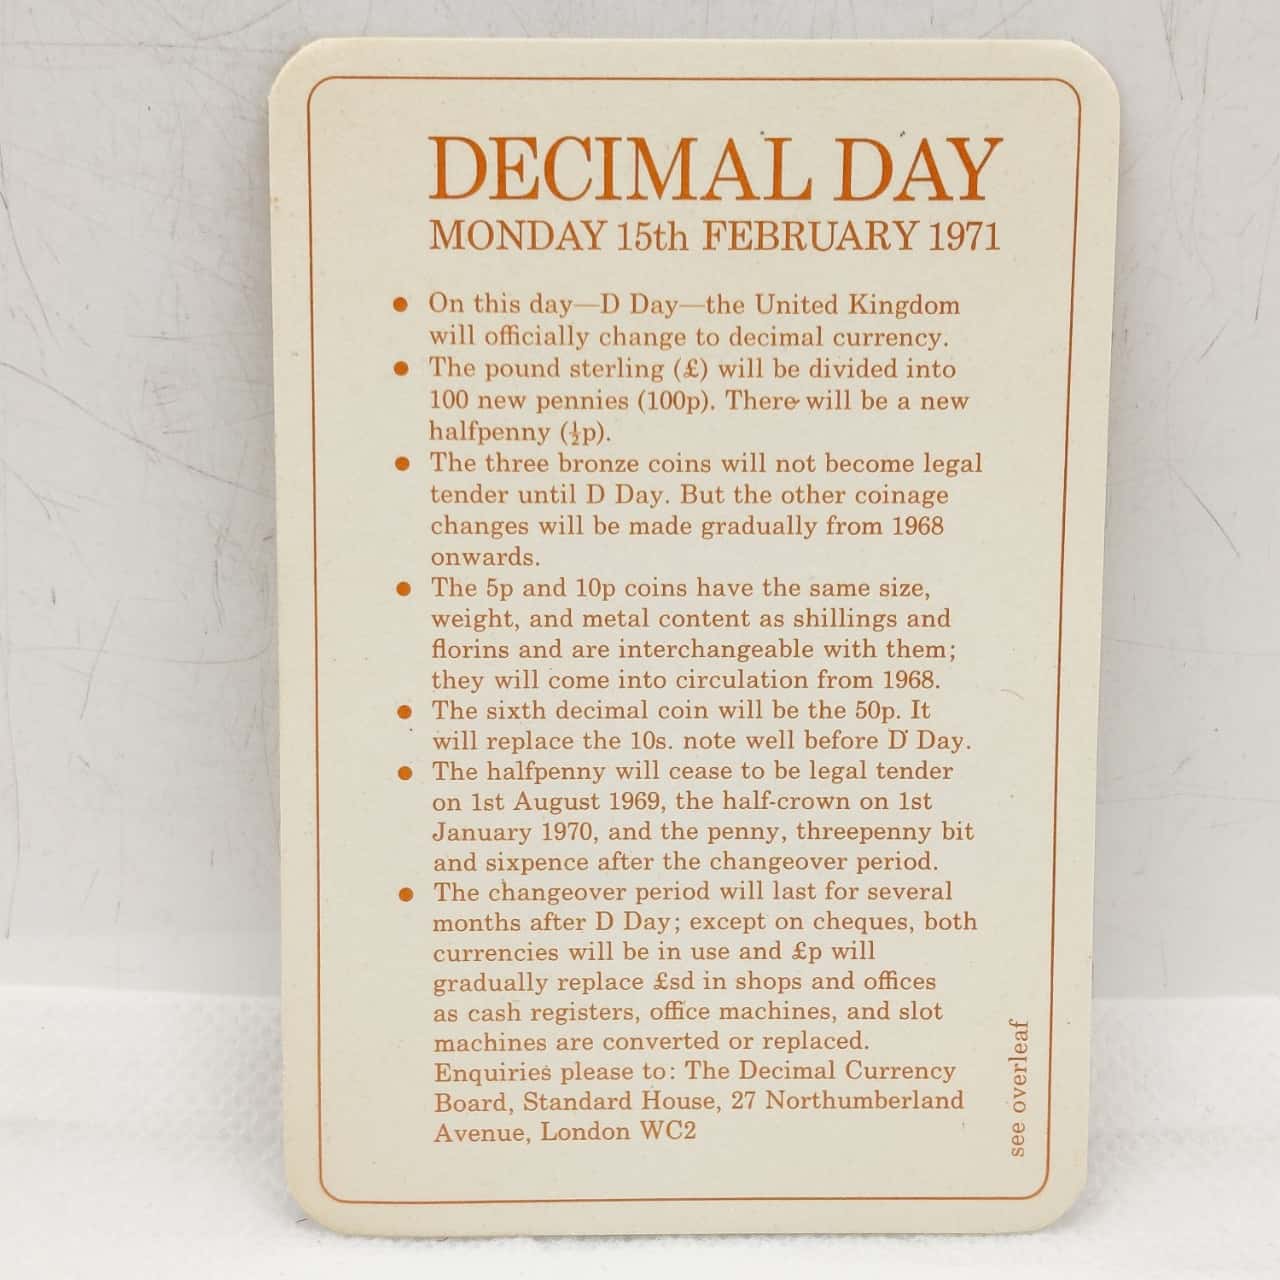 DECIMAL DAY
MONDAY 15th FEBRUARY 1971
● On this day—D Day—the United Kingdom
will officially change to decimal currency.
● The pound sterling (£) will be divided into
100 new pennies (100p). There will be a new
halfpenny (½p).
● The three bronze coins will not become legal
tender until D Day. But the other coinage
changes will be made gradually from 1968
onwards.
● The 5p and 10p coins have the same size,
weight, and metal content as shillings and
florins and are interchangeable with them;
they will come into circulation from 1968.
● The sixth decimal coin will be the 50p. It
will replace the 10s. note well before D Day.
● The halfpenny will cease to be legal tender
on 1st August 1969, the half-crown on 1st
January 1970, and the penny, threepenny bit
and sixpence after the changeover period.
● The changeover period will last for several
months after D Day; except on cheques, both
currencies will be in use and £p will
gradually replace £sd in shops and offices
as cash registers, office machines, and slot
machines are converted or replaced.
Enquiries please to: The Decimal Currency
Board, Standard House, 27 Northumberland
Avenue, London WC2
see overleaf